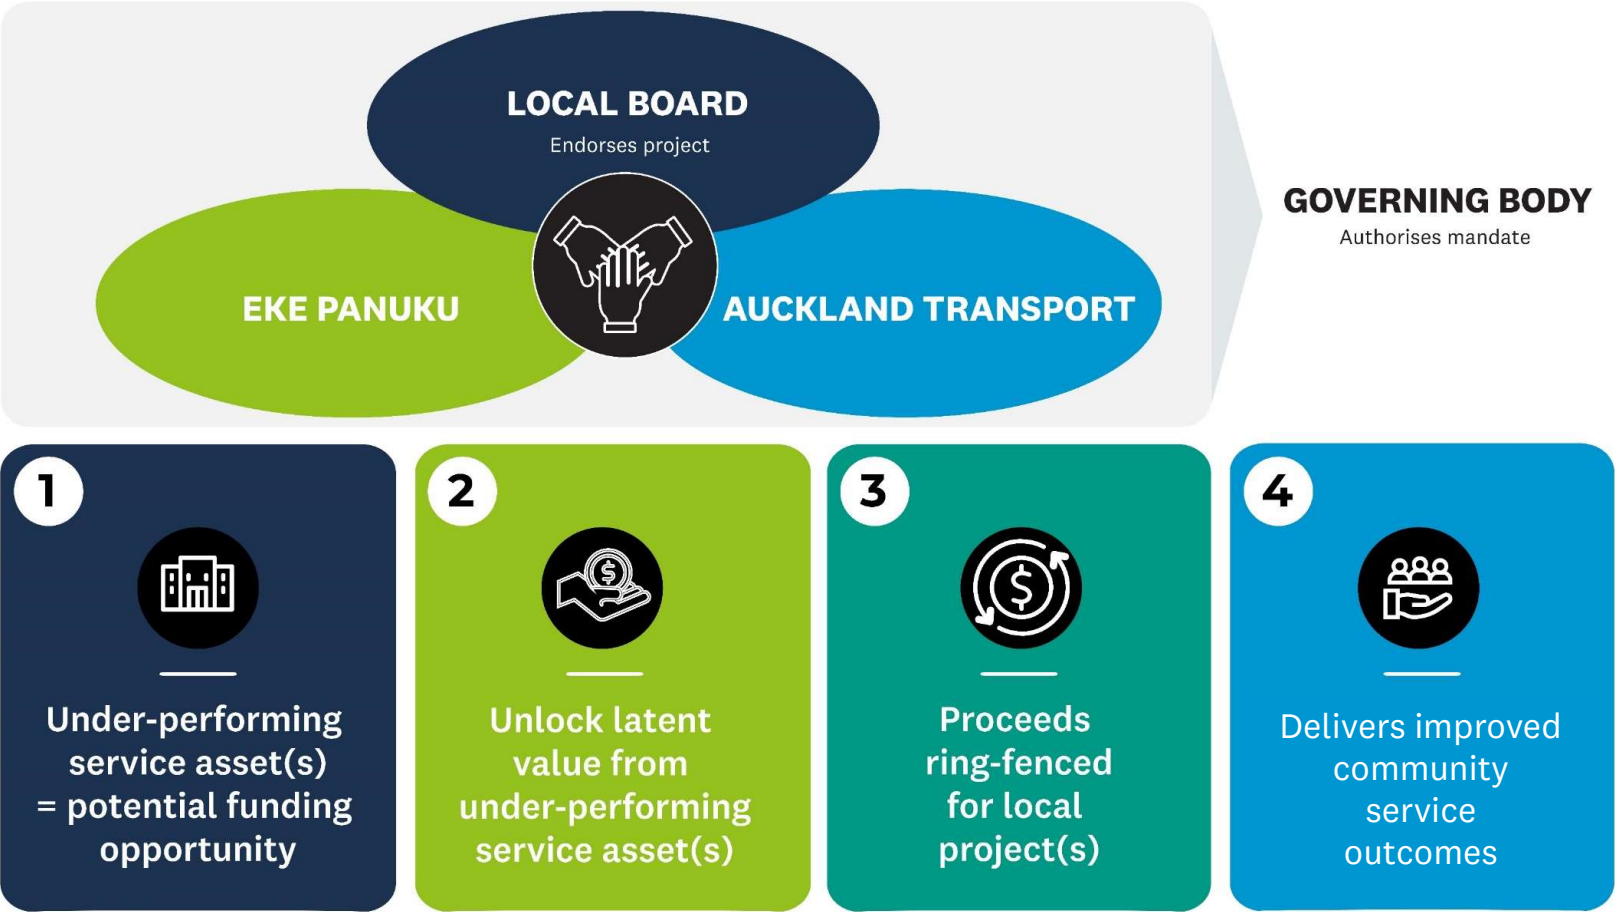 LOCAL BOARD
Endorses project
EKE PANUKU
AUCKLAND TRANSPORT
GOVERNING BODY
Authorises mandate
1
Under-performing
service asset(s)
= potential funding
opportunity
2
Unlock latent
value from
under-performing
service asset(s)
3
Proceeds
ring-fenced
for local
project(s)
4
Delivers improved
community
service
outcomes